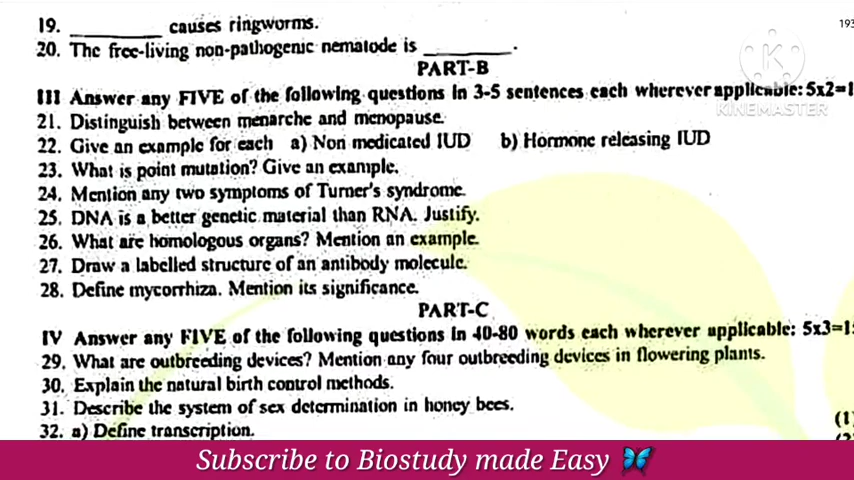 19. ________ causes ringworms.
193
20. The free-living non-pathogenic nematode is ________.
PART-B
III Answer any FIVE of the following questions in 3-5 sentences each wherever applicable: 5x2=1
KINEMASTER
21. Distinguish between menarche and menopause.
22. Give an example for each a) Non medicated IUD b) Hormone releasing IUD
23. What is point mutation? Give an example.
24. Mention any two symptoms of Turner's syndrome.
25. DNA is a better genetic material than RNA. Justify.
26. What are homologous organs? Mention an example.
27. Draw a labelled structure of an antibody molecule.
28. Define mycorrhiza. Mention its significance.
PART-C
IV Answer any FIVE of the following questions in 40-80 words each wherever applicable: 5x3=1
29. What are outbreeding devices? Mention any four outbreeding devices in flowering plants.
30. Explain the natural birth control methods.
31. Describe the system of sex determination in honey bees.
32. a) Define transcription. (1)
Subscribe to Biostudy made Easy